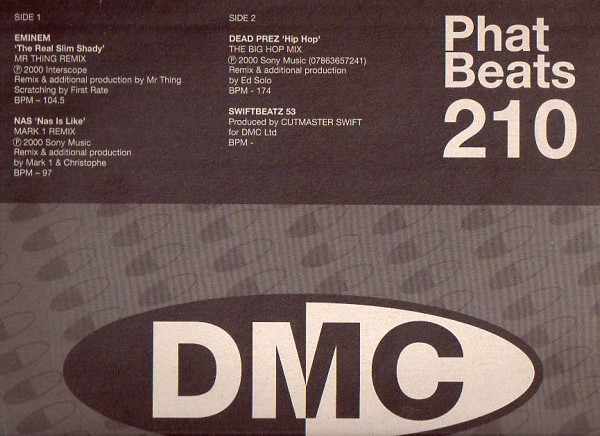 SIDE 1
EMINEM
'The Real Slim Shady'
MR THING REMIX
Ⓟ 2000 Interscope
Remix & additional production by Mr Thing
Scratching by First Rate
BPM – 104.5
NAS 'Nas Is Like'
MARK 1 REMIX
Ⓟ 2000 Sony Music
Remix & additional production
by Mark 1 & Christophe
BPM – 97
SIDE 2
DEAD PREZ 'Hip Hop'
THE BIG HOP MIX
Ⓟ 2000 Sony Music (07863657241)
Remix & additional production
by Ed Solo
BPM - 174
SWIFTBEATZ 53
Produced by CUTMASTER SWIFT
for DMC Ltd
BPM -
Phat
Beats
210
DMC